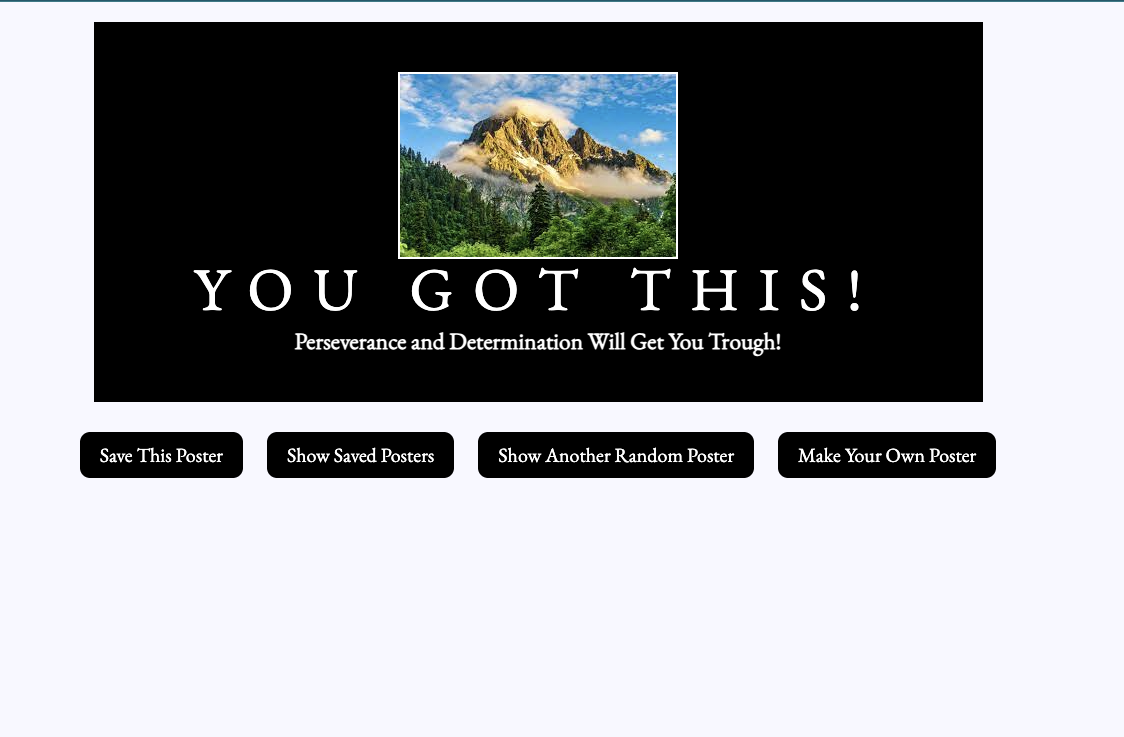 YOU GOT THIS!
Perseverance and Determination Will Get You Trough!
Save This Poster
Show Saved Posters
Show Another Random Poster
Make Your Own Poster